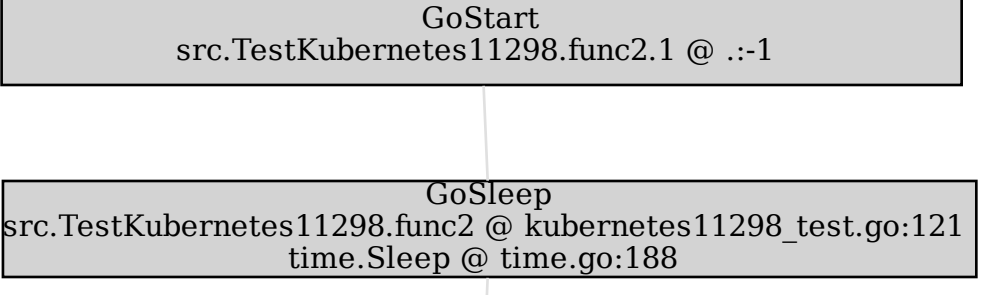 GoStart
src.TestKubernetes11298.func2.1 @ .:-1
GoSleep
src.TestKubernetes11298.func2 @ kubernetes11298_test.go:121
time.Sleep @ time.go:188